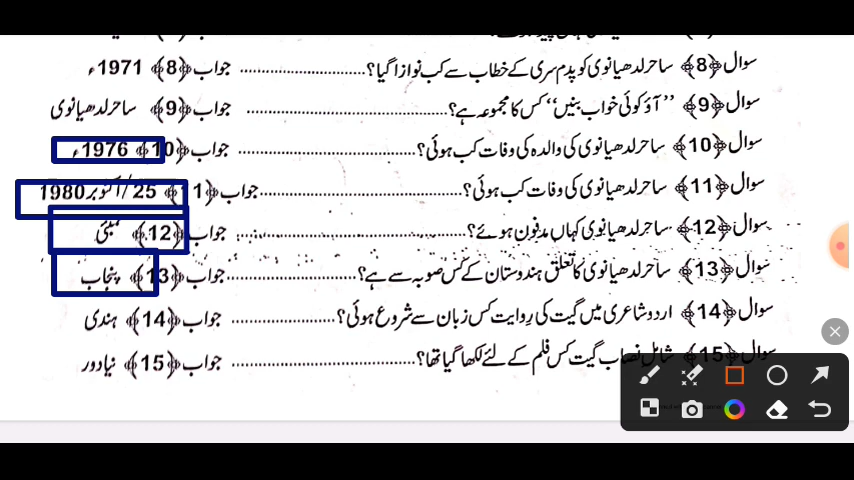 سوال ﴿8﴾ ساحر لدھیانوی کو پدم سری کے خطاب سے کب نوازا گیا؟ ........................ جواب ﴿8﴾ 1971ء
سوال ﴿9﴾ ’’آؤ کوئی خواب بنیں‘‘ کس کا مجموعہ ہے؟ ........................ جواب ﴿9﴾ ساحر لدھیانوی
سوال ﴿10﴾ ساحر لدھیانوی کی والدہ کی وفات کب ہوئی؟ ........................ جواب ﴿10﴾ 1976ء
سوال ﴿11﴾ ساحر لدھیانوی کی وفات کب ہوئی؟ ........................ جواب ﴿11﴾ 25/اکتوبر 1980
سوال ﴿12﴾ ساحر لدھیانوی کہاں مدفون ہوئے؟ ........................ جواب ﴿12﴾ ممبئی
سوال ﴿13﴾ ساحر لدھیانوی کا تعلق ہندوستان کے کس صوبہ سے ہے؟ ........................ جواب ﴿13﴾ پنجاب
سوال ﴿14﴾ اردو شاعری میں گیت کی روایت کس زبان سے شروع ہوئی؟ ........................ جواب ﴿14﴾ ہندی
سوال ﴿15﴾ شامل نصاب گیت کس فلم کے لئے لکھا گیا تھا؟ ........................ جواب ﴿15﴾ نیا دور